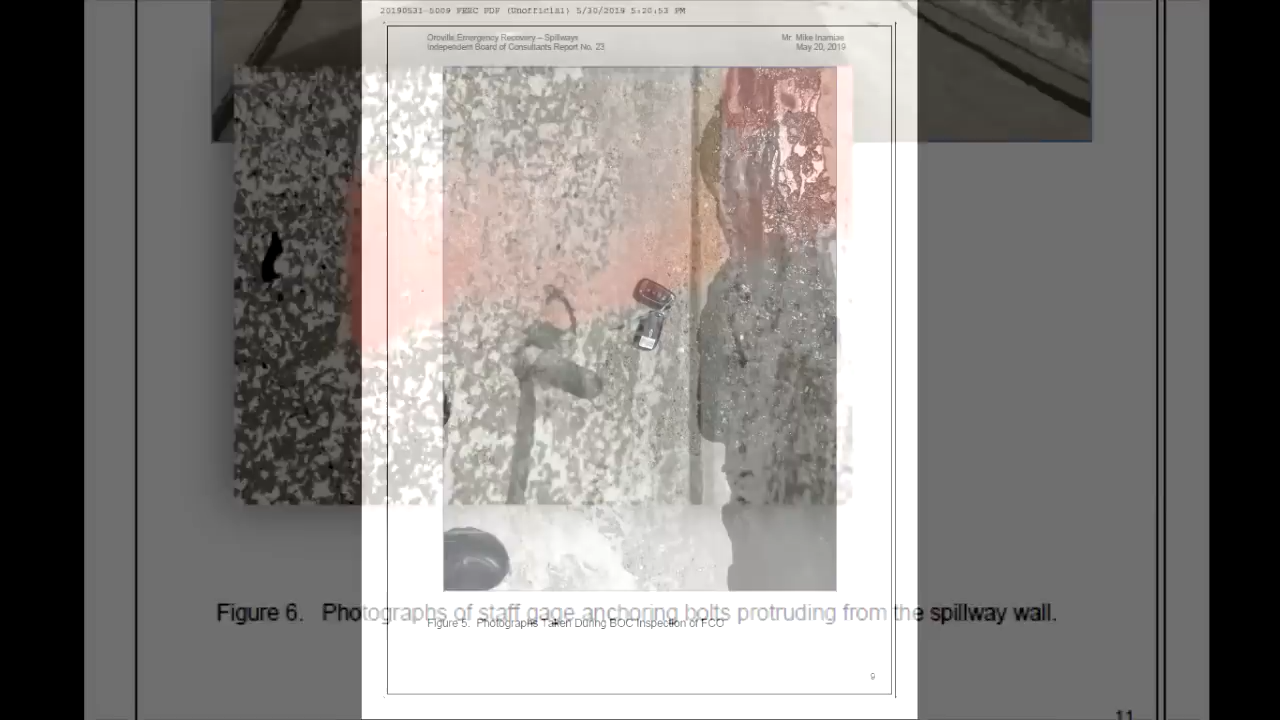 20190531-5009 FERC PDF (Unofficial) 5/30/2019 5:20:53 PM
Oroville Emergency Recovery – Spillways
Mr. Mike Inamine
Independent Board of Consultants Report No. 23
May 20, 2019
Figure 6. Photographs of staff gage anchoring bolts protruding from the spillway wall.
Figure 5. Photographs Taken During BOC Inspection of FCO
9
11